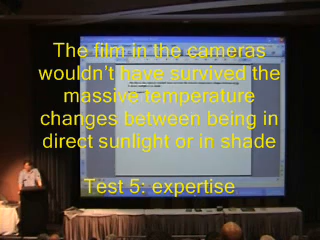 The film in the cameras
wouldn't have survived the
massive temperature
changes between being in
direct sunlight or in shade
Test 5: expertise